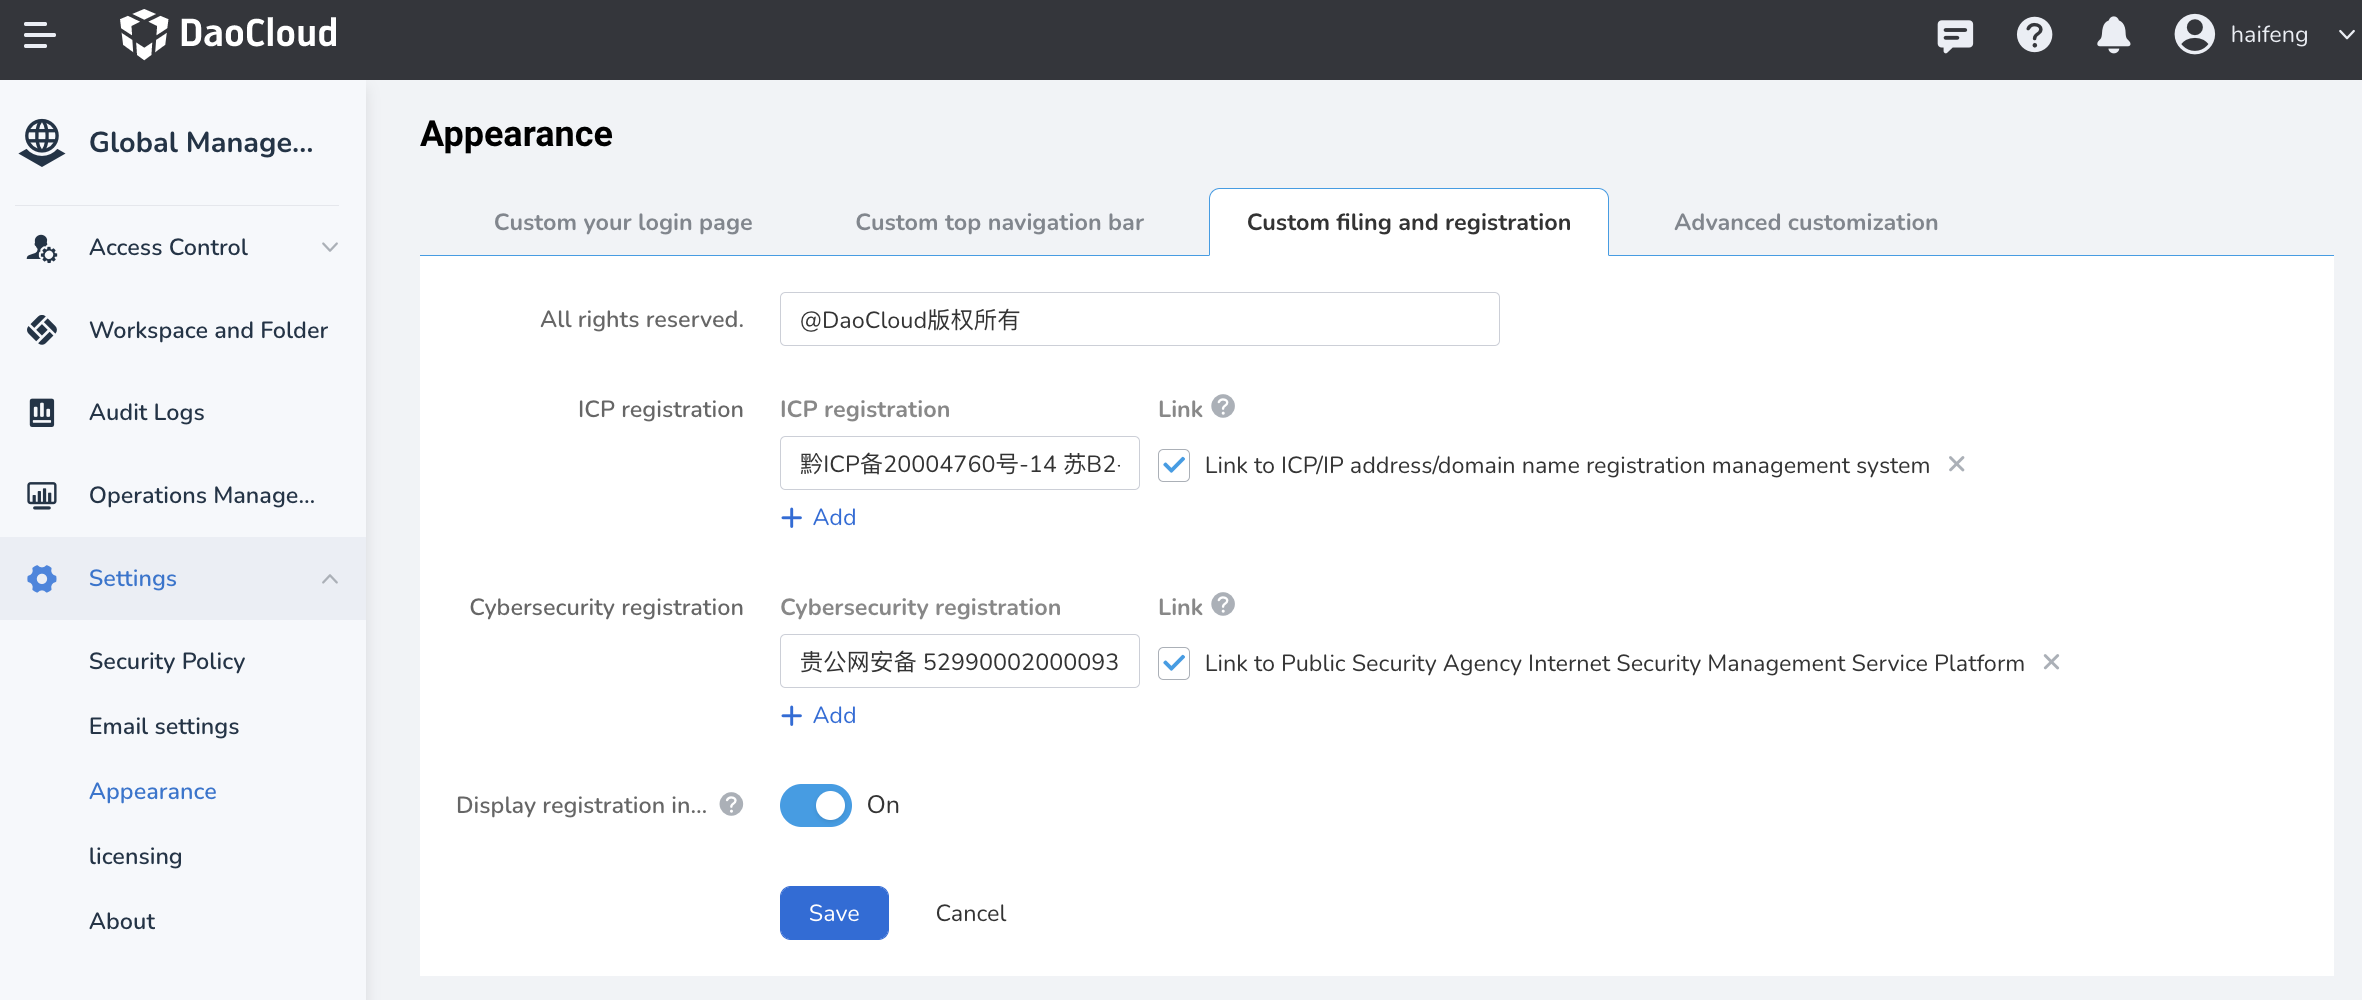 DaoCloud
haifeng
Global Manage...
Access Control
Workspace and Folder
Audit Logs
Operations Manage...
Settings
Security Policy
Email settings
Appearance
licensing
About
Appearance
Custom your login page
Custom top navigation bar
Custom filing and registration
Advanced customization
All rights reserved.
@DaoCloud版权所有
ICP registration
ICP registration
Link
黔ICP备20004760号-14 苏B2-
Link to ICP/IP address/domain name registration management system
Add
Cybersecurity registration
Cybersecurity registration
Link
贵公网安备 52990002000093
Link to Public Security Agency Internet Security Management Service Platform
Add
Display registration in...
On
Save
Cancel